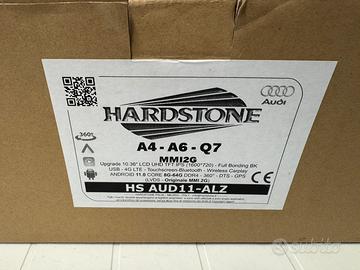 HARDSTONE
Audi
360°
A4 - A6 - Q7
MMI2G
Upgrade 10.36" LCD UHD TFT IPS (1600*720) - Full Bonding BK
USB - 4G LTE - Touchscreen-Bluetooth - Wireless Carplay
ANDROID 11.0 CORE 8G-64G DDR4 - 360° - DTS - GPS
(LVDS - Originale MMI 2G)
HS AUD11-ALZ
subito